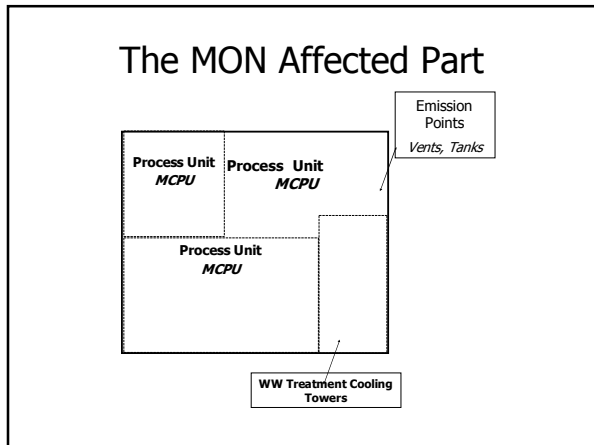 The MON Affected Part
Emission
Points
Vents, Tanks
Process Unit
MCPU
Process Unit
MCPU
Process Unit
MCPU
WW Treatment Cooling
Towers